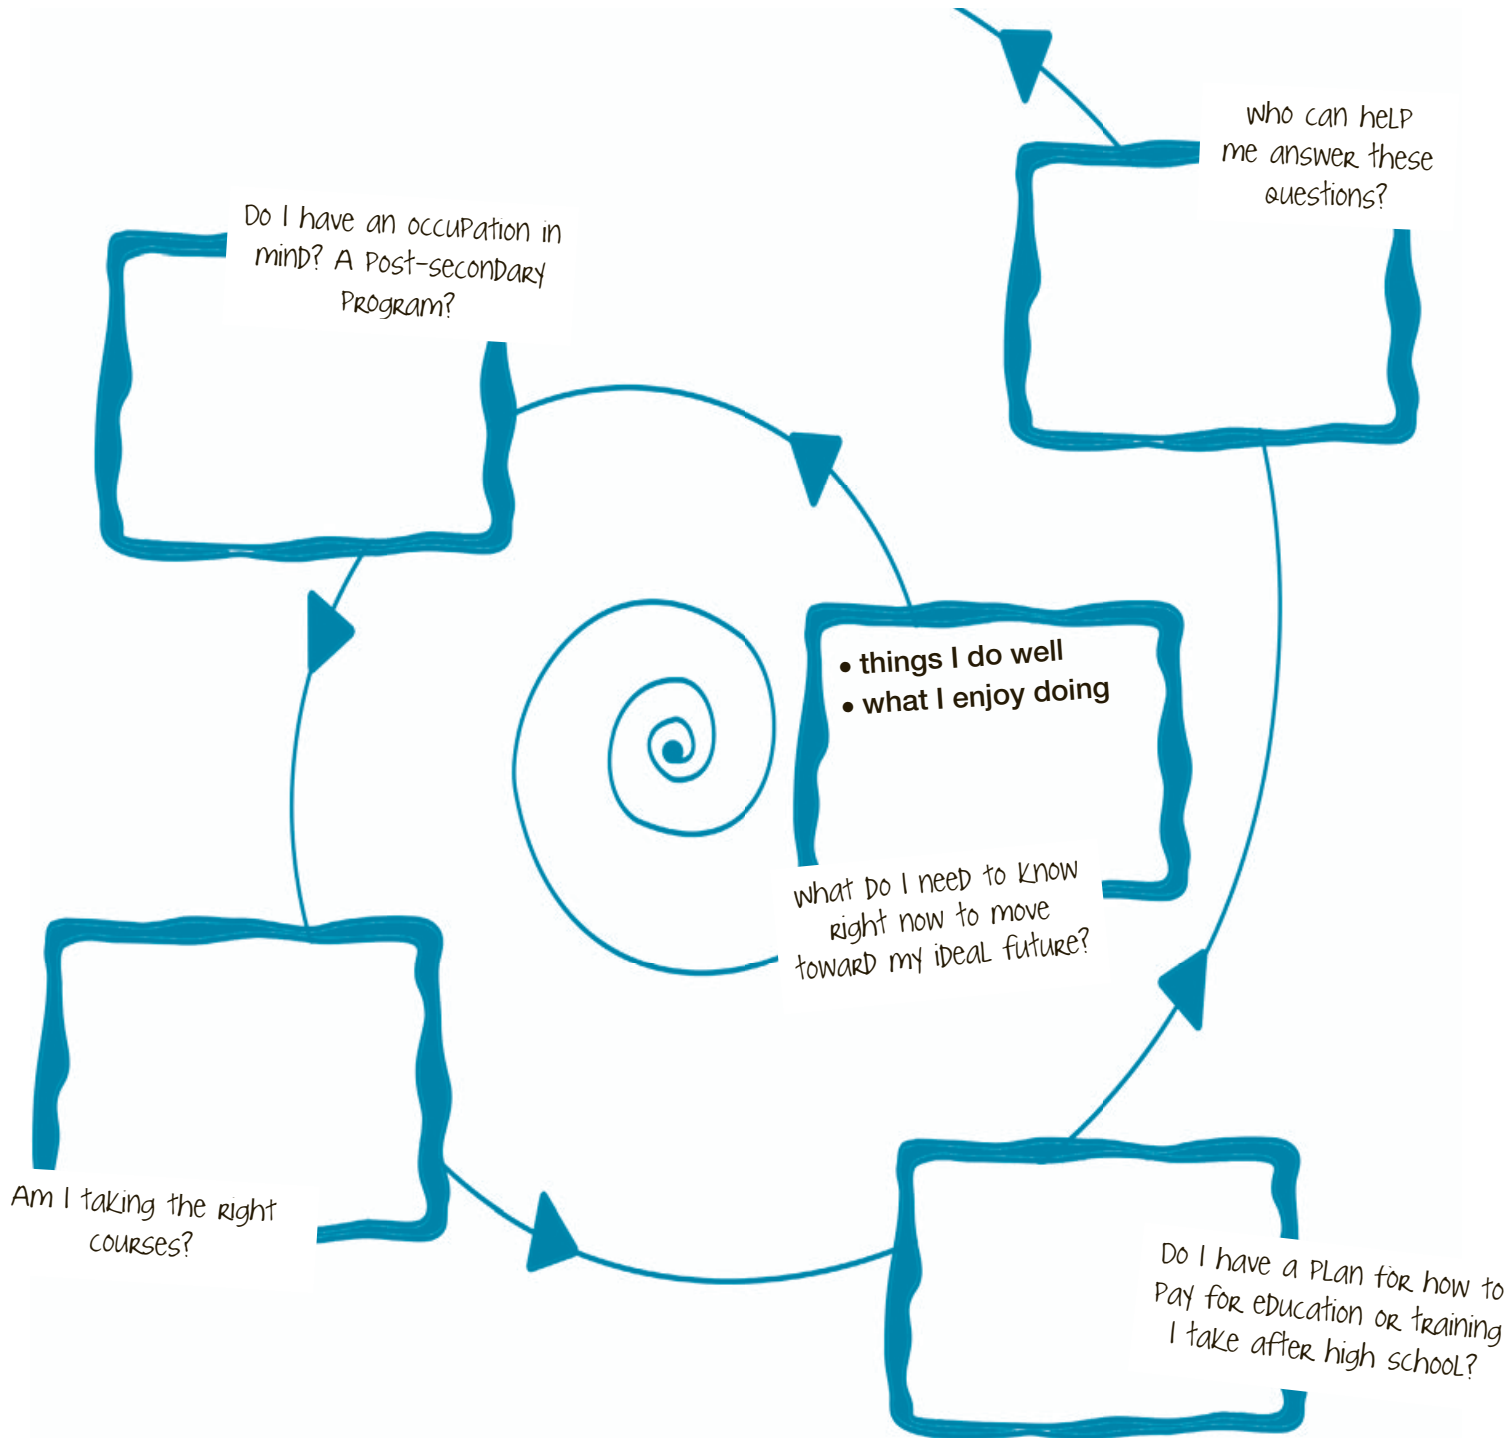 • things I do well
• what I enjoy doing
What do I need to know
right now to move
toward my ideal future?
Do I have an occupation in
mind? A post-secondary
program?
Am I taking the right
courses?
Do I have a plan for how to
pay for education or training
I take after high school?
Who can help
me answer these
questions?